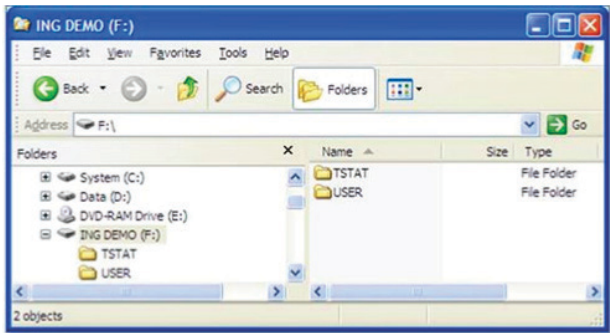 ING DEMO (F:)
File Edit View Favorites Tools Help
Back Search Folders
Address F:\ Go
Folders Name Size Type
System (C:)
Data (D:)
DVD-RAM Drive (E:)
ING DEMO (F:)
TSTAT
USER
TSTAT File Folder
USER File Folder
2 objects